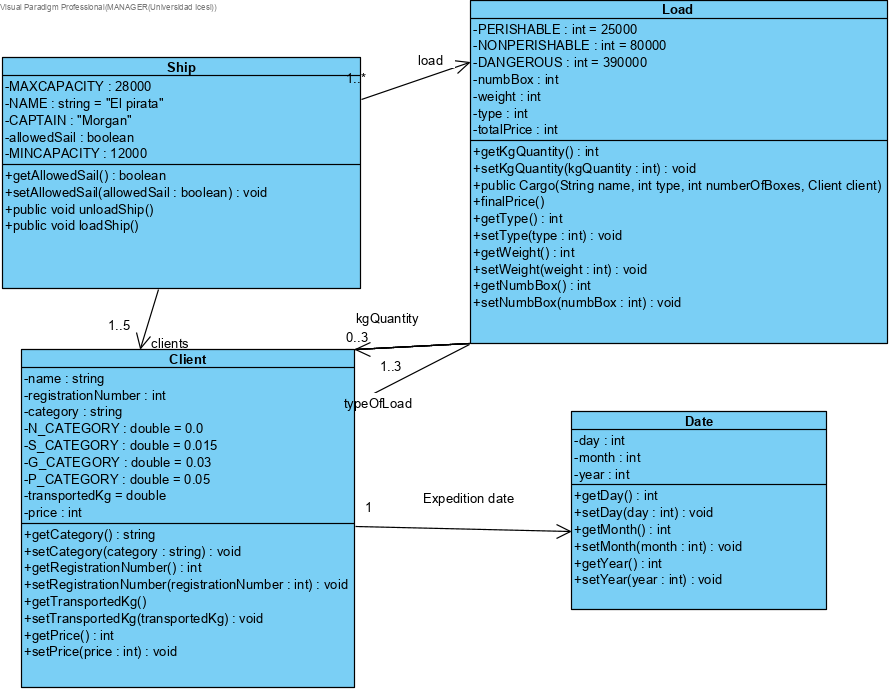 Visual Paradigm Professional(MANAGER(Universidad Icesi))
Ship
-MAXCAPACITY : 28000
-NAME : string = "El pirata"
-CAPTAIN : "Morgan"
-allowedSail : boolean
-MINCAPACITY : 12000
+getAllowedSail() : boolean
+setAllowedSail(allowedSail : boolean) : void
+public void unloadShip()
+public void loadShip()
1..*
load
Load
-PERISHABLE : int = 25000
-NONPERISHABLE : int = 80000
-DANGEROUS : int = 390000
-numbBox : int
-weight : int
-type : int
-totalPrice : int
+getKgQuantity() : int
+setKgQuantity(kgQuantity : int) : void
+public Cargo(String name, int type, int numberOfBoxes, Client client)
+finalPrice()
+getType() : int
+setType(type : int) : void
+getWeight() : int
+setWeight(weight : int) : void
+getNumbBox() : int
+setNumbBox(numbBox : int) : void
1..5
clients
kgQuantity
0..3
1..3
typeOfLoad
Client
-name : string
-registrationNumber : int
-category : string
-N_CATEGORY : double = 0.0
-S_CATEGORY : double = 0.015
-G_CATEGORY : double = 0.03
-P_CATEGORY : double = 0.05
-transportedKg = double
-price : int
+getCategory() : string
+setCategory(category : string) : void
+getRegistrationNumber() : int
+setRegistrationNumber(registrationNumber : int) : void
+getTransportedKg()
+setTransportedKg(transportedKg) : void
+getPrice() : int
+setPrice(price : int) : void
1
Expedition date
Date
-day : int
-month : int
-year : int
+getDay() : int
+setDay(day : int) : void
+getMonth() : int
+setMonth(month : int) : void
+getYear() : int
+setYear(year : int) : void